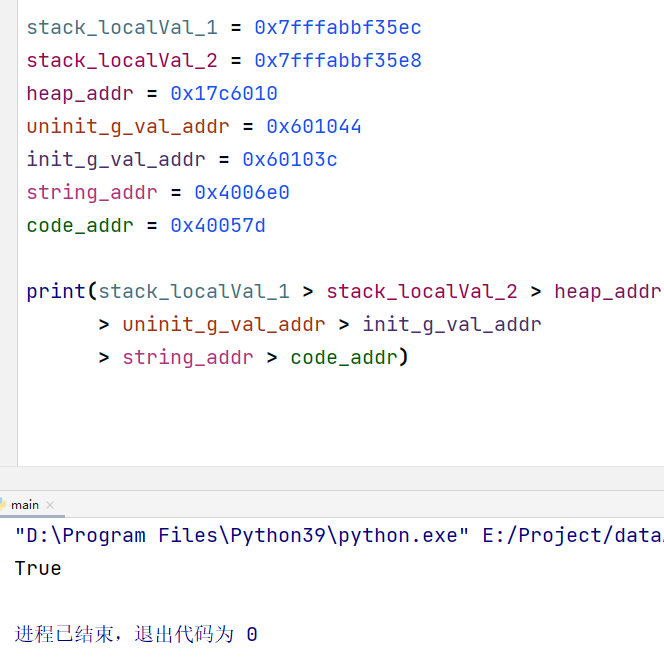 stack_localVal_1 = 0x7fffabbf35ec
stack_localVal_2 = 0x7fffabbf35e8
heap_addr = 0x17c6010
uninit_g_val_addr = 0x601044
init_g_val_addr = 0x60103c
string_addr = 0x4006e0
code_addr = 0x40057d
print(stack_localVal_1 > stack_localVal_2 > heap_addr
> uninit_g_val_addr > init_g_val_addr
> string_addr > code_addr)
main ×
"D:\Program Files\Python39\python.exe" E:/Project/data
True
进程已结束，退出代码为 0